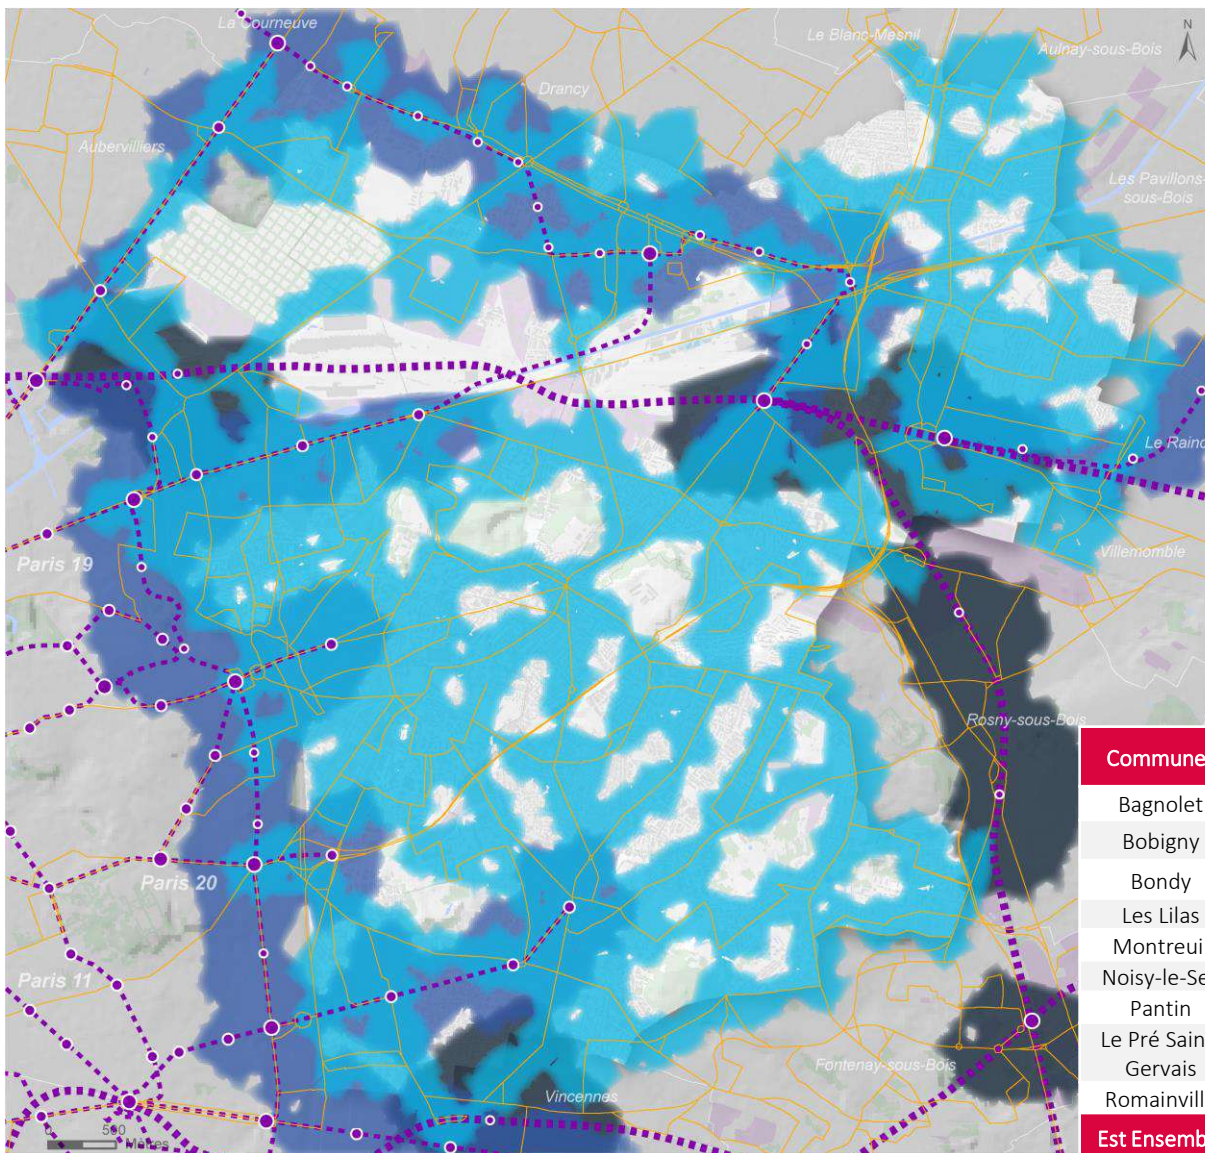 La Courneuve
Le Blanc-Mesnil
N
Aulnay-sous-Bois
Drancy
Aubervilliers
Les Pavillons-
sous-Bois
Le Rainc
Villemomble
Paris 19
Rosny-sous-Bois
Paris 20
Paris 11
Fontenay-sous-Bois
Vincennes
0 500
Mètres
Commune
Bagnolet
Bobigny
Bondy
Les Lilas
Montreui
Noisy-le-Se
Pantin
Le Pré Sain
Gervais
Romainvill
Est Ensemb